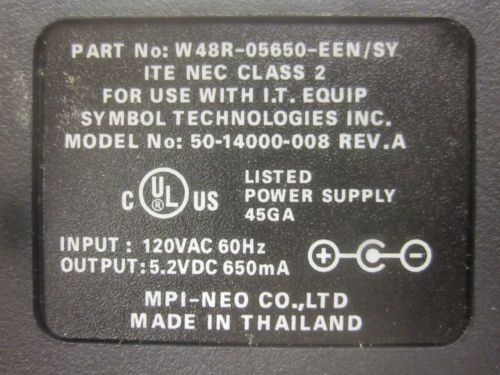 PART No: W48R-05650-EEN/SY
ITE NEC CLASS 2
FOR USE WITH I.T. EQUIP
SYMBOL TECHNOLOGIES INC.
MODEL No: 50-14000-008 REV.A
C UL ® US
LISTED
POWER SUPPLY
45GA
INPUT : 120VAC 60Hz
OUTPUT:5.2VDC 650mA
MPI-NEO CO.,LTD
MADE IN THAILAND